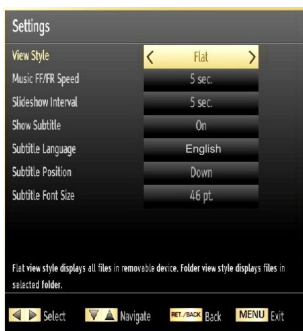 Settings
View Style Flat
Music FF/FR Speed 5 sec.
Slideshow Interval 5 sec.
Show Subtitle On
Subtitle Language English
Subtitle Position Down
Subtitle Font Size 46 pt.
Flat view style displays all files in removable device. Folder view style displays files in
selected folder.
Select Navigate RET./BACK Back MENU Exit